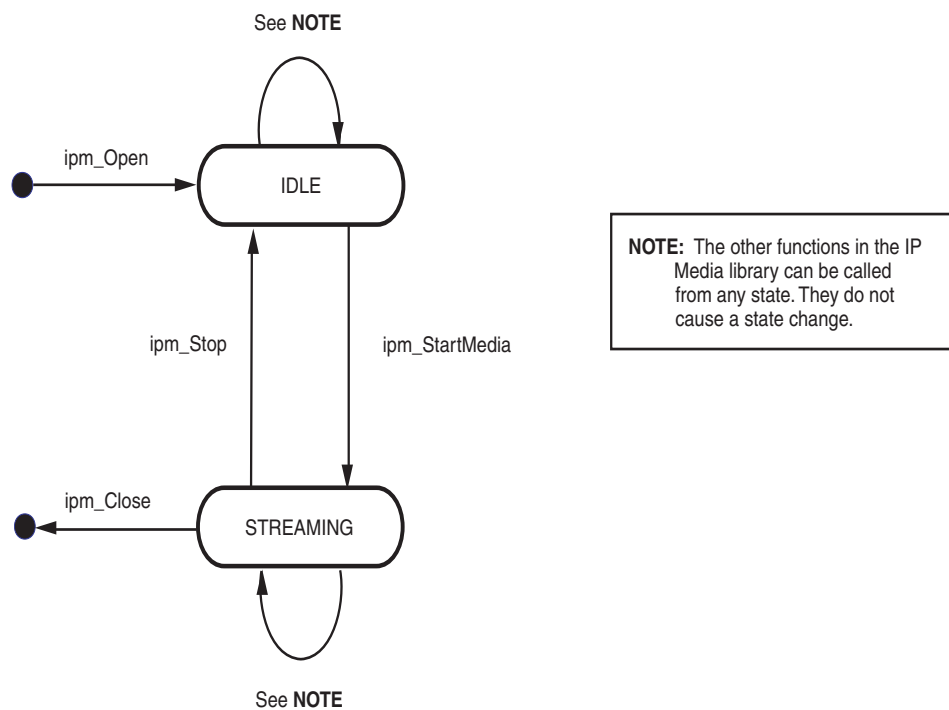 See NOTE
ipm_Open
IDLE
NOTE: The other functions in the IP
Media library can be called
from any state. They do not
cause a state change.
ipm_Stop
ipm_StartMedia
ipm_Close
STREAMING
See NOTE